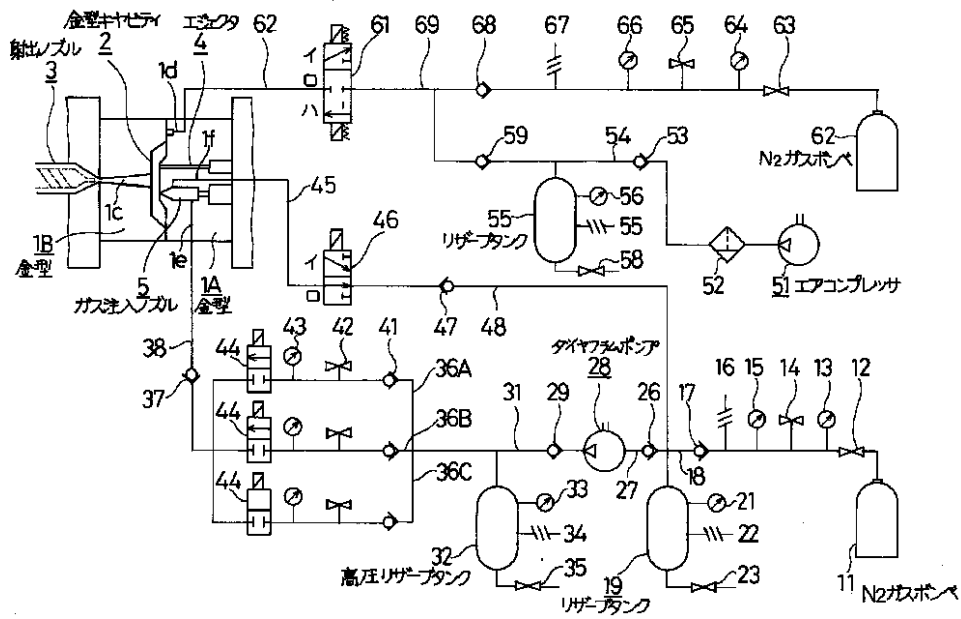 金型キャビティ エジェクタ 62 61 69 68 67 66 65 64 63
射出ノズル 2 4
3 1d イ ロ ハ
1f 59 54 53 62
N2ガスボンベ
1c 45 56
55 55
リザーブタンク 58
1B 金型 1e 1A 金型 46 イ ロ 52 51 エアコンプレッサ
5
ガス注入ノズル 47 48
38 44 43 42 41 ダイヤフラムポンプ
37 36A 28 16 15 14 13 12
44 36B 31 29 26 17
44 36C 27 18
33 21
34 22
32 35 19 23 11
高圧リザーブタンク リザーブタンク N2ガスボンベ